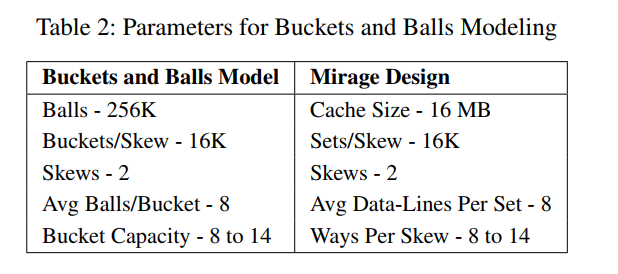 Table 2: Parameters for Buckets and Balls Modeling
Buckets and Balls Model Mirage Design
Balls - 256K Cache Size - 16 MB
Buckets/Skew - 16K Sets/Skew - 16K
Skews - 2 Skews - 2
Avg Balls/Bucket - 8 Avg Data-Lines Per Set - 8
Bucket Capacity - 8 to 14 Ways Per Skew - 8 to 14